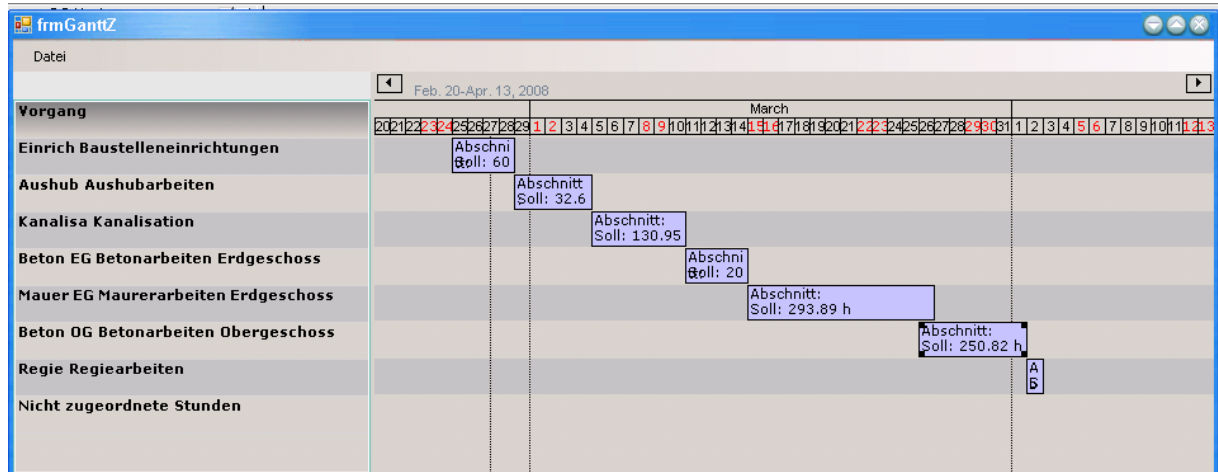 frmGanttZ
Datei
Feb. 20-Apr. 13, 2008
Vorgang
March
20 21 22 23 24 25 26 27 28 29 1 2 3 4 5 6 7 8 9 10 11 12 13 14 15 16 17 18 19 20 21 22 23 24 25 26 27 28 29 30 31 1 2 3 4 5 6 7 8 9 10 11 12 13
Einrich Baustelleneinrichtungen
Abschni
Soll: 60
Aushub Aushubarbeiten
Abschnitt
Soll: 32.6
Kanalisa Kanalisation
Abschnitt:
Soll: 130.95
Beton EG Betonarbeiten Erdgeschoss
Abschni
Soll: 20
Mauer EG Maurerarbeiten Erdgeschoss
Abschnitt:
Soll: 293.89 h
Beton OG Betonarbeiten Obergeschoss
Abschnitt:
Soll: 250.82 h
Regie Regiearbeiten
A
Nicht zugeordnete Stunden